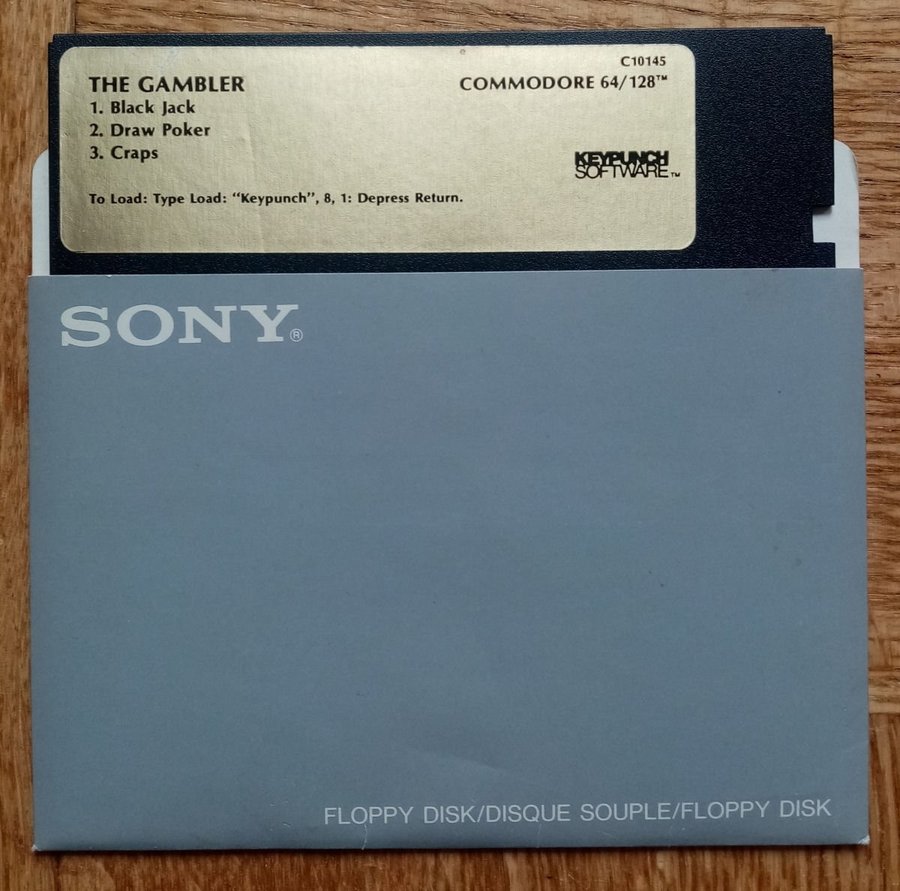 C10145
THE GAMBLER
COMMODORE 64/128™
1. Black Jack
2. Draw Poker
3. Craps
KEYPUNCH
SOFTWARE™
To Load: Type Load: “Keypunch”, 8, 1: Depress Return.
SONY®
FLOPPY DISK/DISQUE SOUPLE/FLOPPY DISK